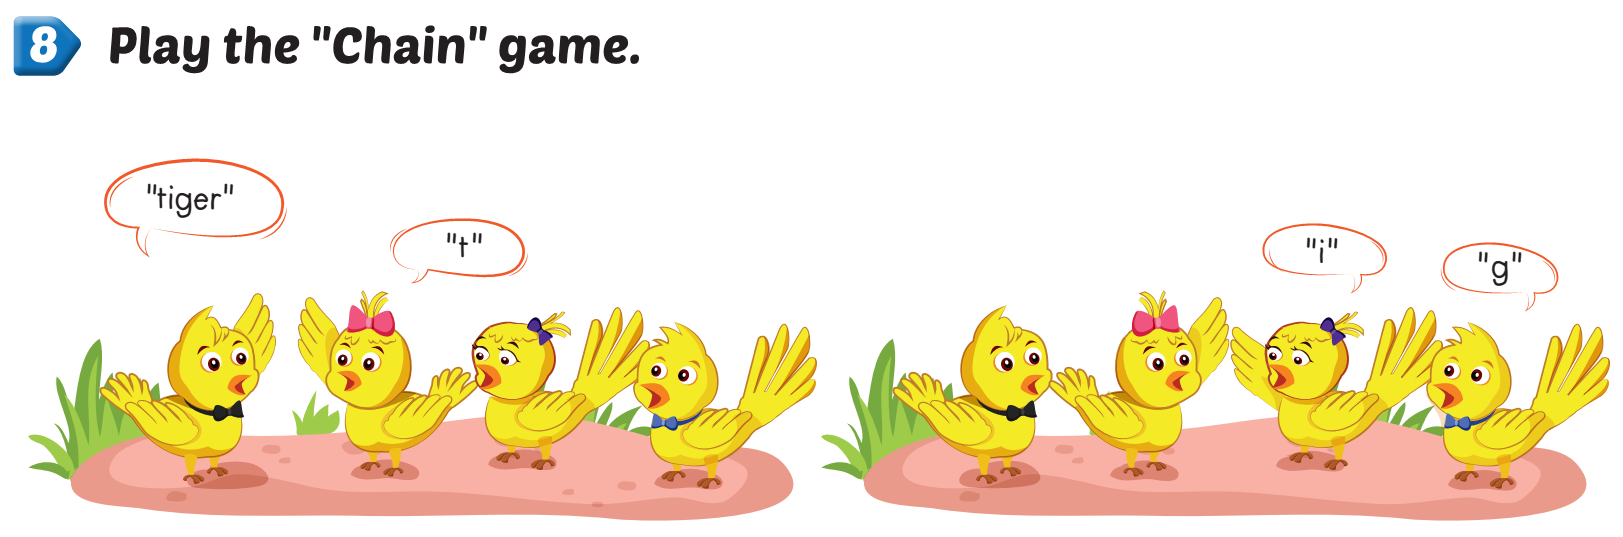 8 Play the "Chain" game.
"tiger"
"t"
"i"
"g"